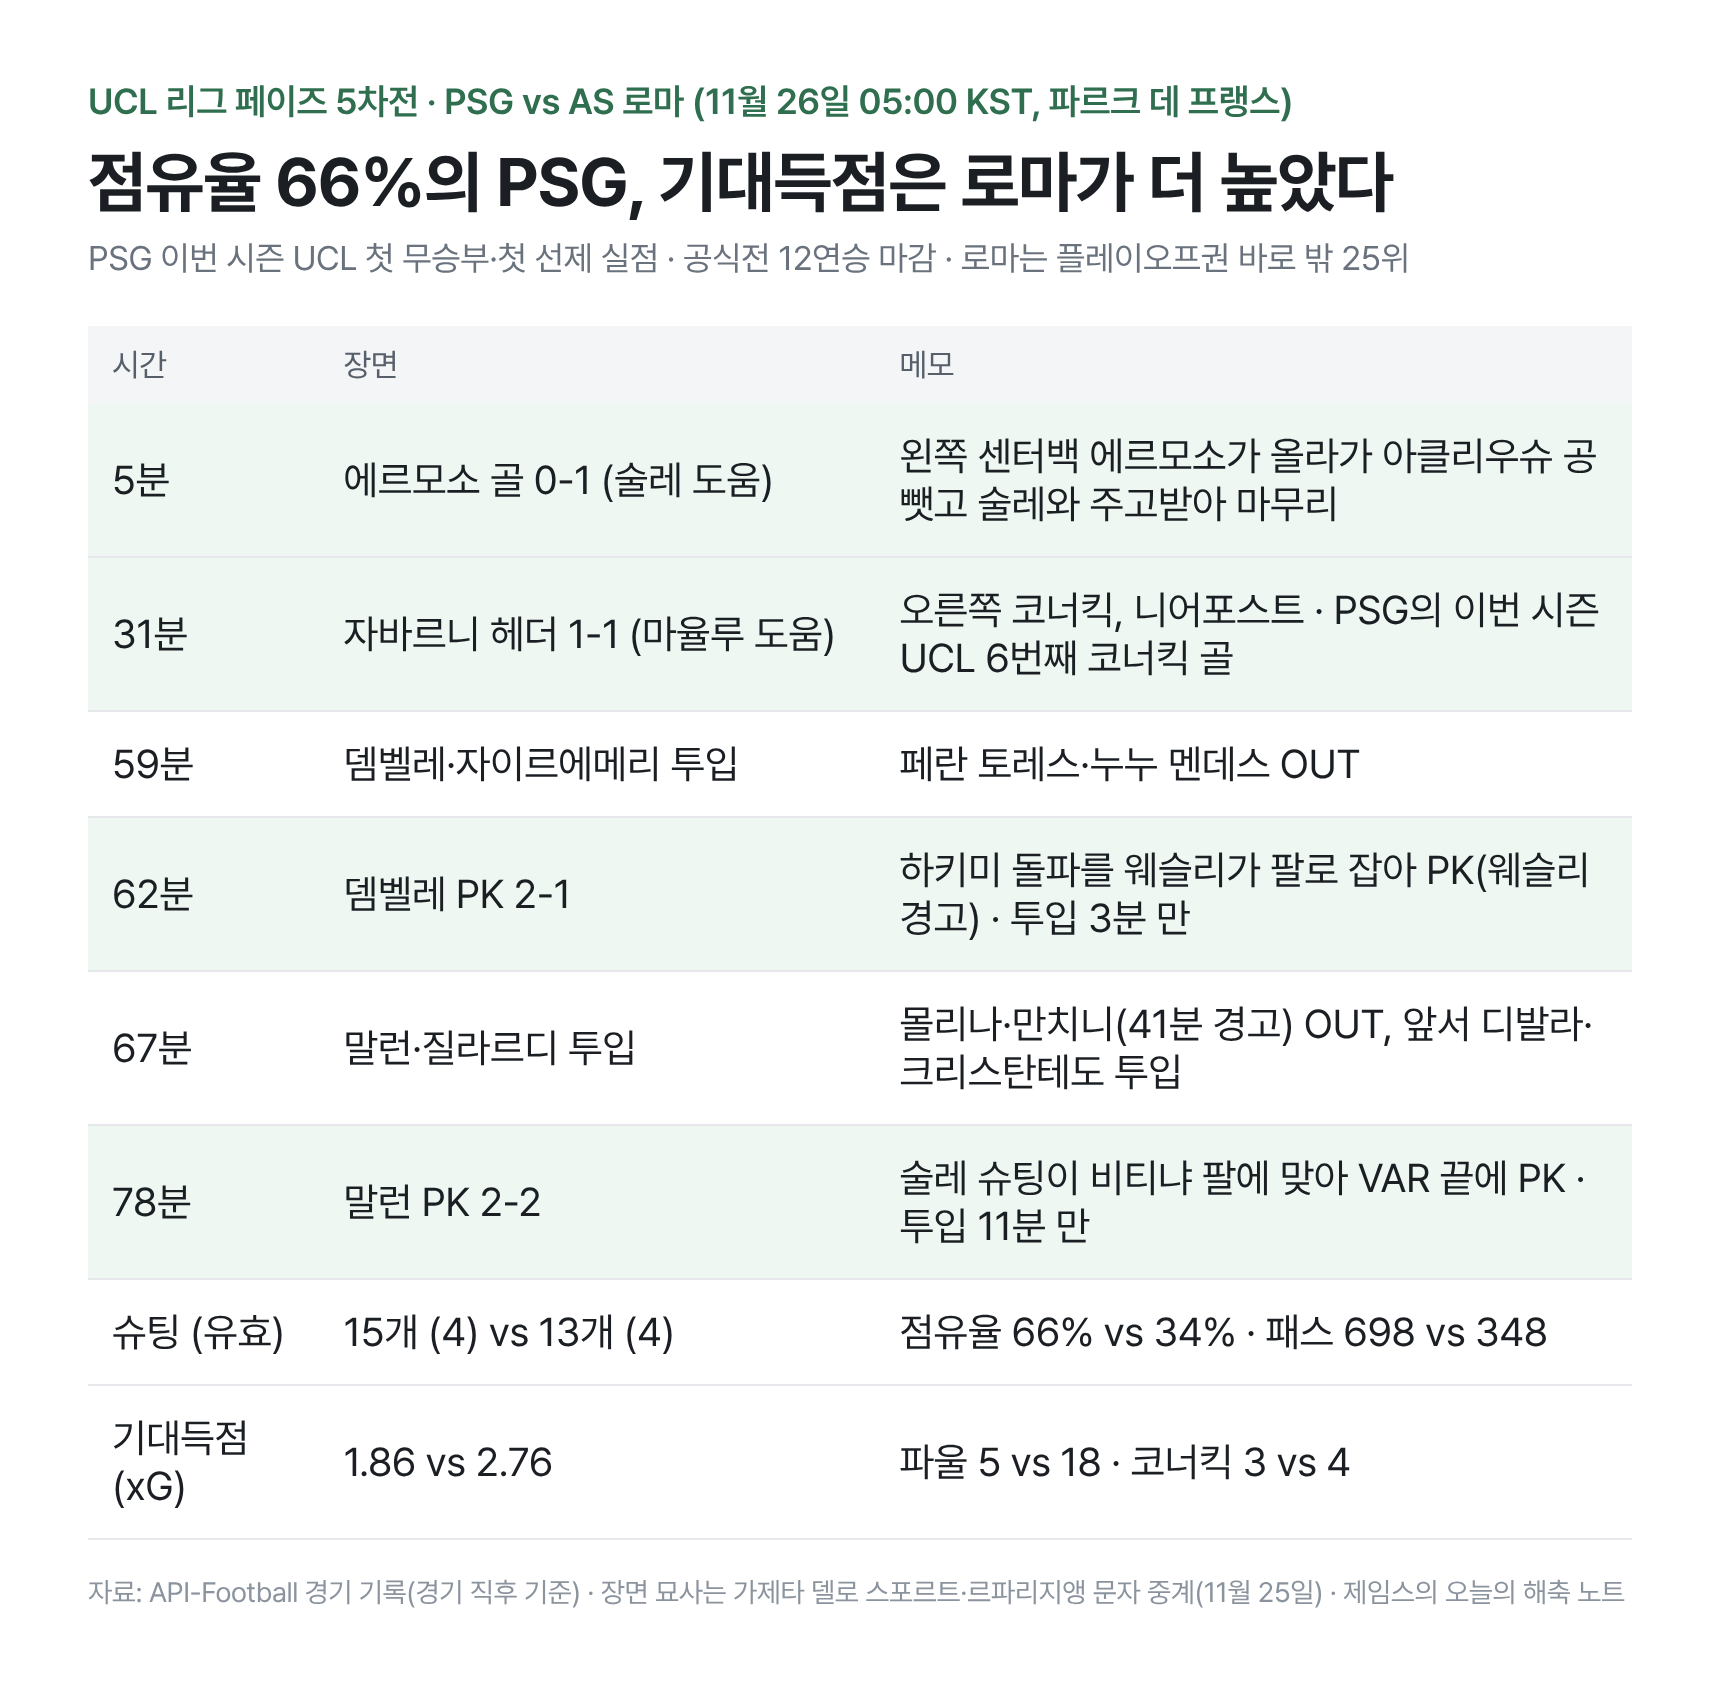 UCL 리그 페이즈 5차전 · PSG vs AS 로마 (11월 26일 05:00 KST, 파르크 데 프랭스)
점유율 66%의 PSG, 기대득점은 로마가 더 높았다
PSG 이번 시즌 UCL 첫 무승부·첫 선제 실점 · 공식전 12연승 마감 · 로마는 플레이오프권 바로 밖 25위
시간 장면 메모
5분 에르모소 골 0-1 (술레 도움) 왼쪽 센터백 에르모소가 올라가 아클리우슈 공
뺏고 술레와 주고받아 마무리
31분 자바르니 헤더 1-1 (마율루 도움) 오른쪽 코너킥, 니어포스트 · PSG의 이번 시즌
UCL 6번째 코너킥 골
59분 뎀벨레·자이르에메리 투입 페란 토레스·누누 멘데스 OUT
62분 뎀벨레 PK 2-1 하키미 돌파를 웨슬리가 팔로 잡아 PK(웨슬리
경고) · 투입 3분 만
67분 말런·질라르디 투입 몰리나·만치니(41분 경고) OUT, 앞서 디발라·
크리스탄테도 투입
78분 말런 PK 2-2 술레 슈팅이 비티냐 팔에 맞아 VAR 끝에 PK ·
투입 11분 만
슈팅 (유효) 15개 (4) vs 13개 (4) 점유율 66% vs 34% · 패스 698 vs 348
기대득점
(xG) 1.86 vs 2.76 파울 5 vs 18 · 코너킥 3 vs 4
자료: API-Football 경기 기록(경기 직후 기준) · 장면 묘사는 가제타 델로 스포르트·르파리지앵 문자 중계(11월 25일) · 제임스의 오늘의 해축 노트